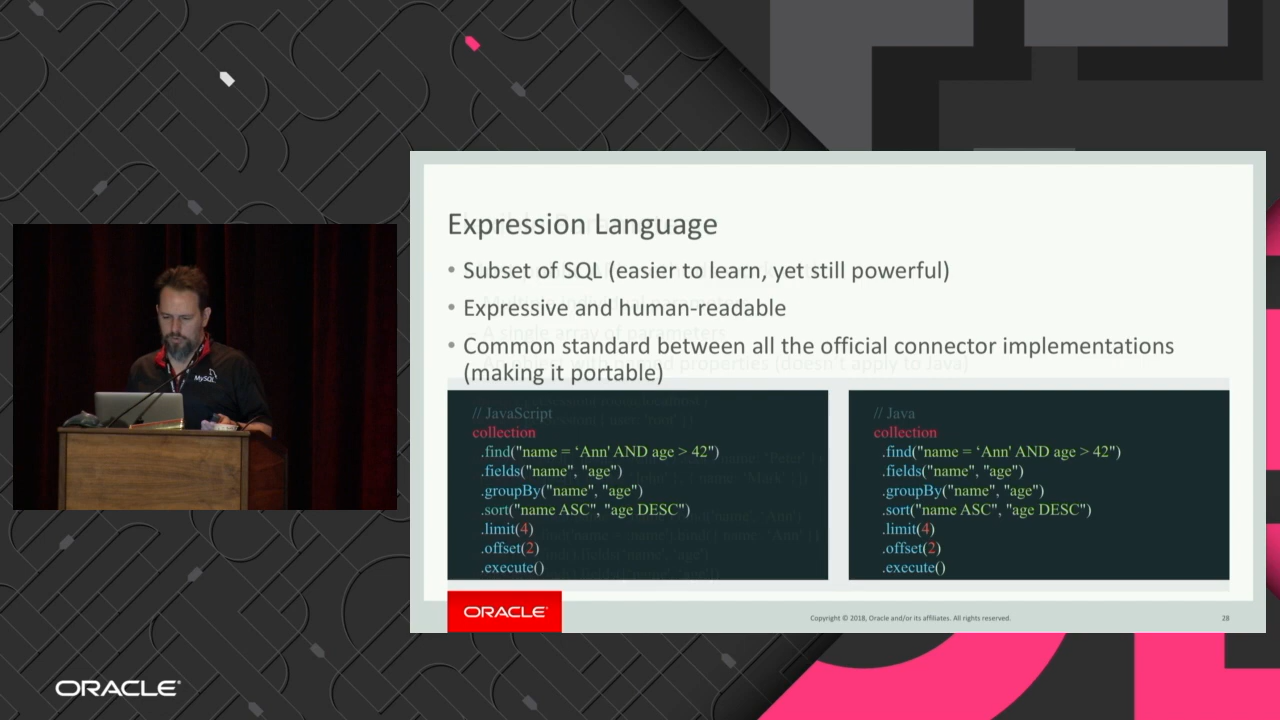 Expression Language
• Subset of SQL (easier to learn, yet still powerful)
• Expressive and human-readable
• Common standard between all the official connector implementations
(making it portable)
// JavaScript
collection
.find("name = ‘Ann' AND age > 42")
.fields("name", "age")
.groupBy("name", "age")
.sort("name ASC", "age DESC")
.limit(4)
.offset(2)
.execute()
// Java
collection
.find("name = ‘Ann' AND age > 42")
.fields("name", "age")
.groupBy("name", "age")
.sort("name ASC", "age DESC")
.limit(4)
.offset(2)
.execute()
ORACLE®
Copyright © 2018, Oracle and/or its affiliates. All rights reserved.
28
MySQL
– A single array of parameters
ORACLE®